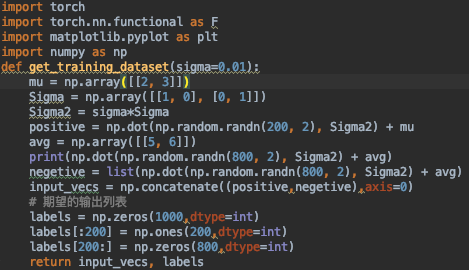 import torch
import torch.nn.functional as F
import matplotlib.pyplot as plt
import numpy as np
def get_training_dataset(sigma=0.01):
    mu = np.array([[2, 3]])
    Sigma = np.array([[1, 0], [0, 1]])
    Sigma2 = sigma*Sigma
    positive = np.dot(np.random.randn(200, 2), Sigma2) + mu
    avg = np.array([[5, 6]])
    print(np.dot(np.random.randn(800, 2), Sigma2) + avg)
    negetive = list(np.dot(np.random.randn(800, 2), Sigma2) + avg)
    input_vecs = np.concatenate((positive,negetive),axis=0)
    # 期望的输出列表
    labels = np.zeros(1000,dtype=int)
    labels[:200] = np.ones(200,dtype=int)
    labels[200:] = np.zeros(800,dtype=int)
    return input_vecs, labels